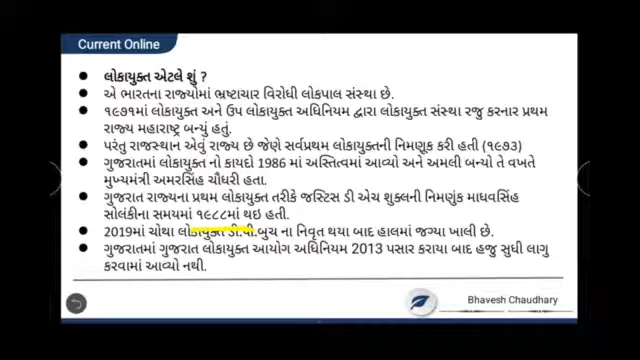 Current Online
લોકાયુક્ત એટલે શું ?
એ ભારતના રાજ્યોમાં ભ્રષ્ટાચાર વિરોધી લોકપાલ સંસ્થા છે.
૧૯૭૧માં લોકાયુક્ત અને ઉપ લોકાયુક્ત અધિનિયમ દ્વારા લોકાયુક્ત સંસ્થા રજુ કરનાર પ્રથમ
રાજ્ય મહારાષ્ટ્ર બન્યું હતું.
પરંતુ રાજસ્થાન એવું રાજ્ય છે જેણે સર્વપ્રથમ લોકાયુક્તની નિમણૂક કરી હતી (૧૯૭૩)
ગુજરાતમાં લોકાયુક્ત નો કાયદો 1986 માં અસ્તિત્વમાં આવ્યો અને અમલી બન્યો તે વખતે
મુખ્યમંત્રી અમરસિંહ ચૌધરી હતા.
ગુજરાત રાજ્યના પ્રથમ લોકાયુક્ત તરીકે જસ્ટિસ ડી એચ શુક્લની નિમણુંક માધવસિંહ
સોલંકીના સમયમાં ૧૯૮૮માં થઇ હતી.
2019માં ચોથા લોકાયુક્ત ડી.પી.બુચ ના નિવૃત થયા બાદ હાલમાં જગ્યા ખાલી છે.
ગુજરાતમાં ગુજરાત લોકાયુક્ત આયોગ અધિનિયમ 2013 પસાર કરાયા બાદ હજુ સુધી લાગુ
કરવામાં આવ્યો નથી.
Bhavesh Chaudhary